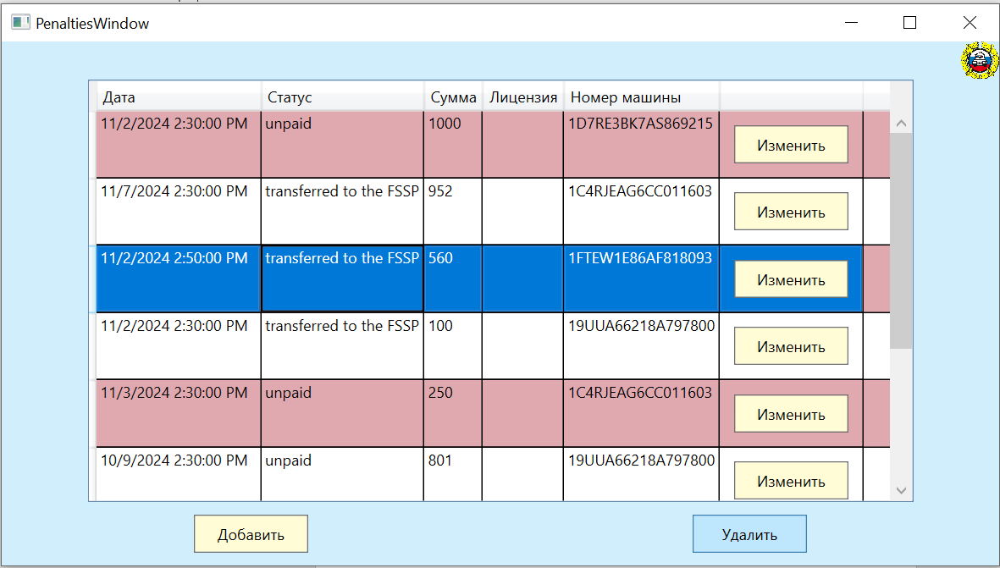 PenaltiesWindow
Дата Статус Сумма Лицензия Номер машины
11/2/2024 2:30:00 PM unpaid 1000 1D7RE3BK7AS869215 Изменить
11/7/2024 2:30:00 PM transferred to the FSSP 952 1C4RJEAG6CC011603 Изменить
11/2/2024 2:50:00 PM transferred to the FSSP 560 1FTEW1E86AF818093 Изменить
11/2/2024 2:30:00 PM transferred to the FSSP 100 19UUA66218A797800 Изменить
11/3/2024 2:30:00 PM unpaid 250 1C4RJEAG6CC011603 Изменить
10/9/2024 2:30:00 PM unpaid 801 19UUA66218A797800 Изменить
Добавить Удалить